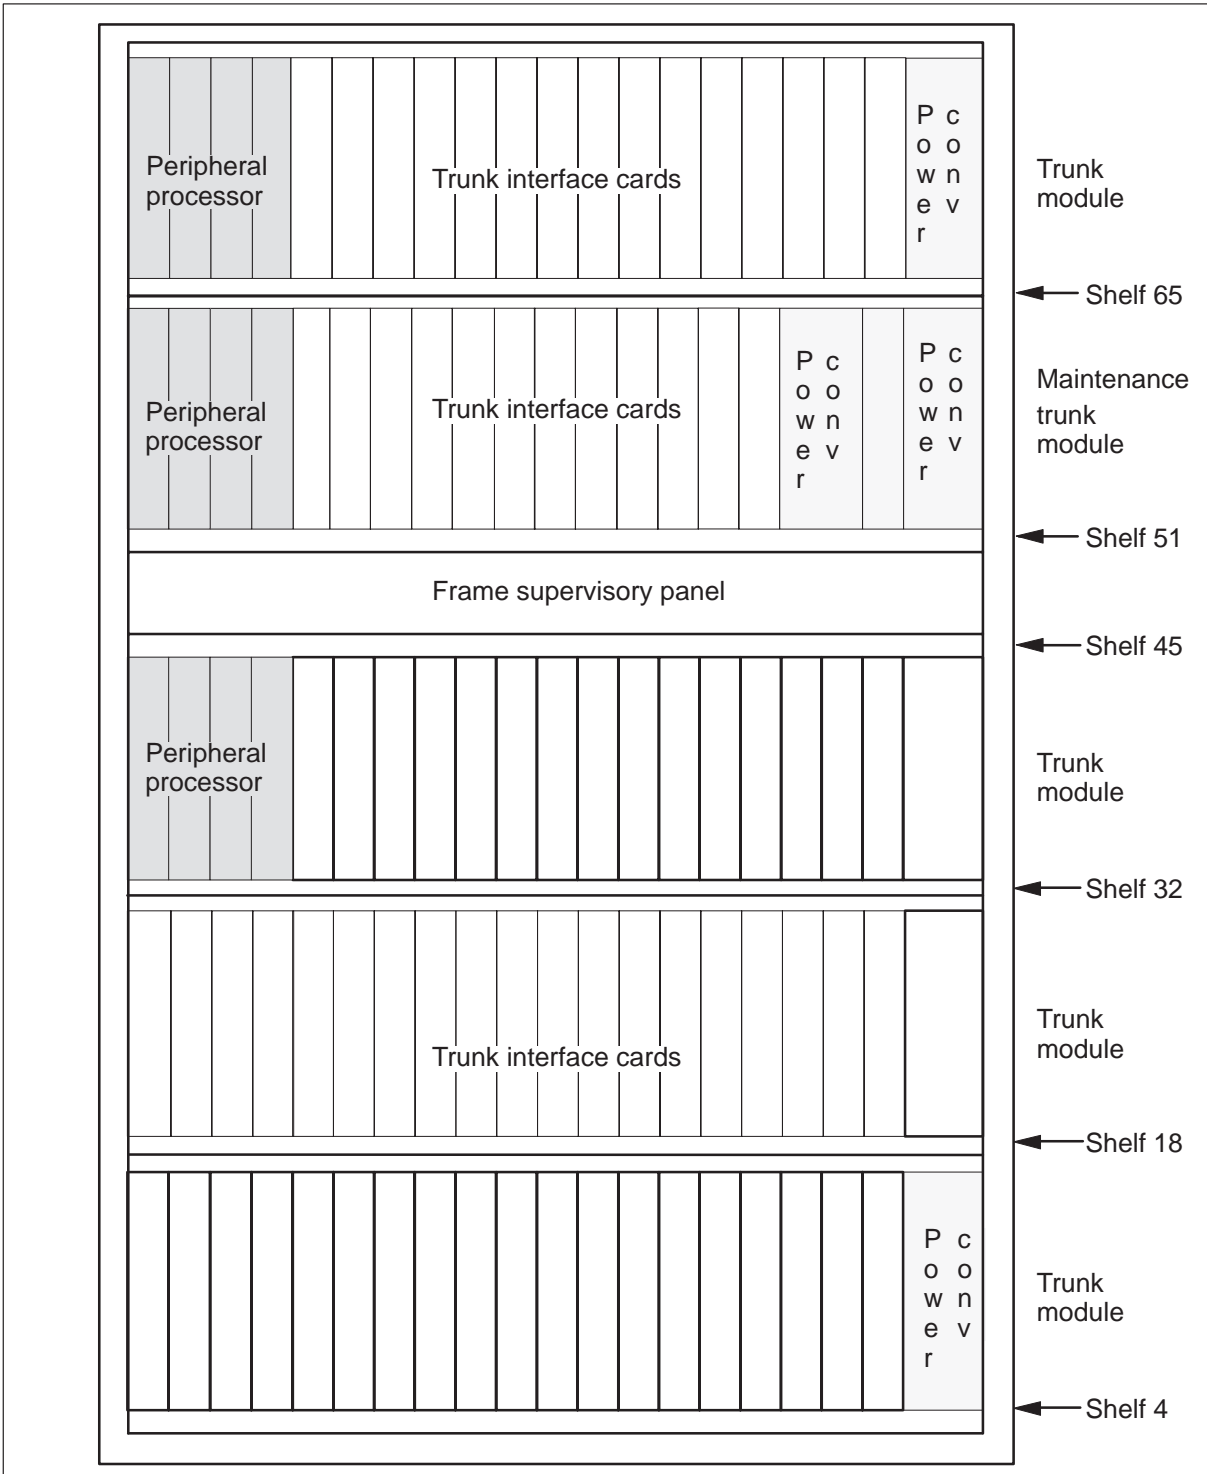 Peripheral
processor
Trunk interface cards
Power
conv
Trunk
module
Shelf 65
Peripheral
processor
Trunk interface cards
Power
conv
Power
conv
Maintenance
trunk
module
Shelf 51
Frame supervisory panel
Shelf 45
Peripheral
processor
Trunk
module
Shelf 32
Trunk interface cards
Trunk
module
Shelf 18
Power
conv
Trunk
module
Shelf 4